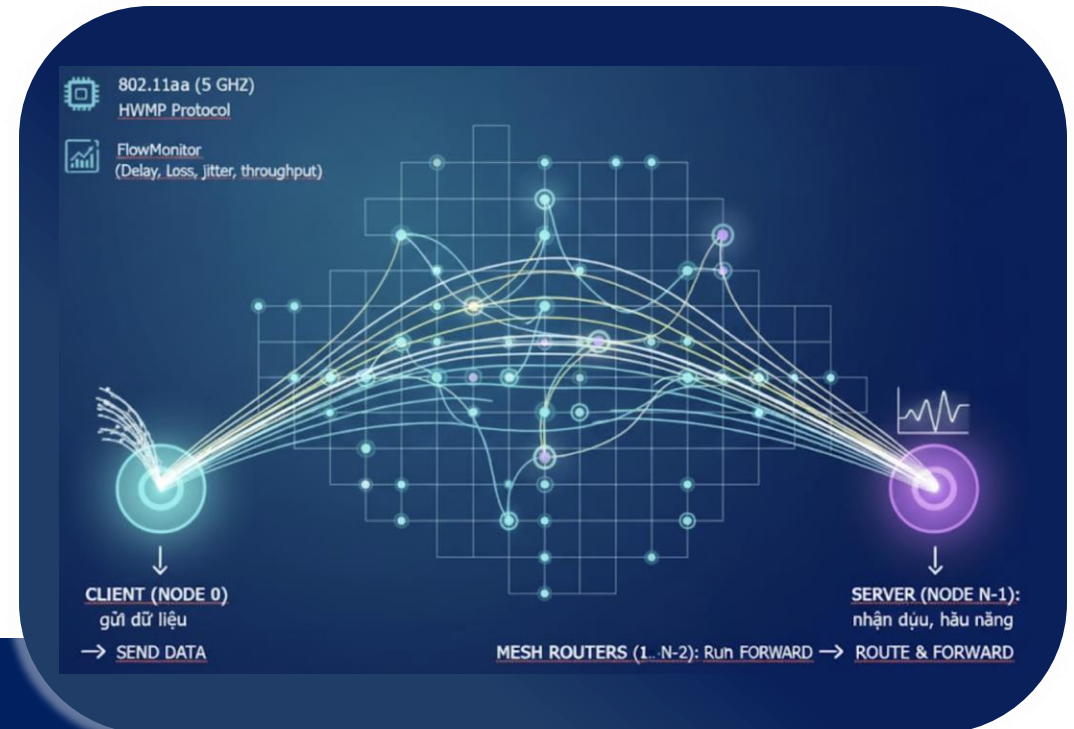 802.11aa (5 GHZ)
HWMP Protocol
FlowMonitor
(Delay, Loss, jitter, throughput)
CLIENT (NODE 0)
gửi dữ liệu
→ SEND DATA
SERVER (NODE N-1):
nhận dịu, hầu năng
MESH ROUTERS (1...N-2): Run FORWARD → ROUTE & FORWARD